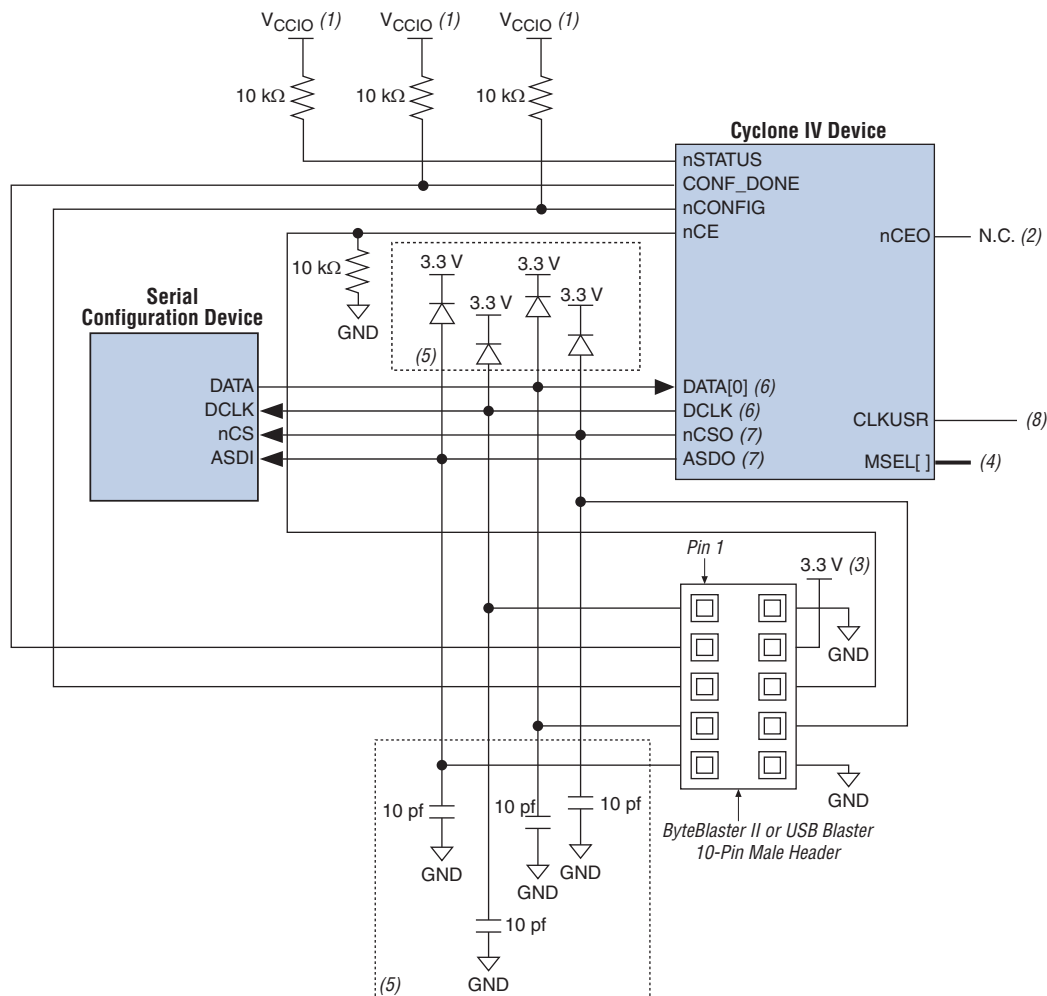 VCCIO (1) VCCIO (1) VCCIO (1)
10 kΩ 10 kΩ 10 kΩ
Cyclone IV Device
nSTATUS
CONF_DONE
nCONFIG
nCE
nCEO N.C. (2)
10 kΩ
GND
3.3 V 3.3 V
3.3 V 3.3 V
(5)
Serial
Configuration Device
DATA
DCLK
nCS
ASDI
DATA[0] (6)
DCLK (6)
nCSO (7)
ASDO (7)
CLKUSR (8)
MSEL[ ] (4)
Pin 1
3.3 V (3)
GND
GND
10 pf 10 pf 10 pf
GND GND GND
10 pf
GND
(5)
ByteBlaster II or USB Blaster
10-Pin Male Header